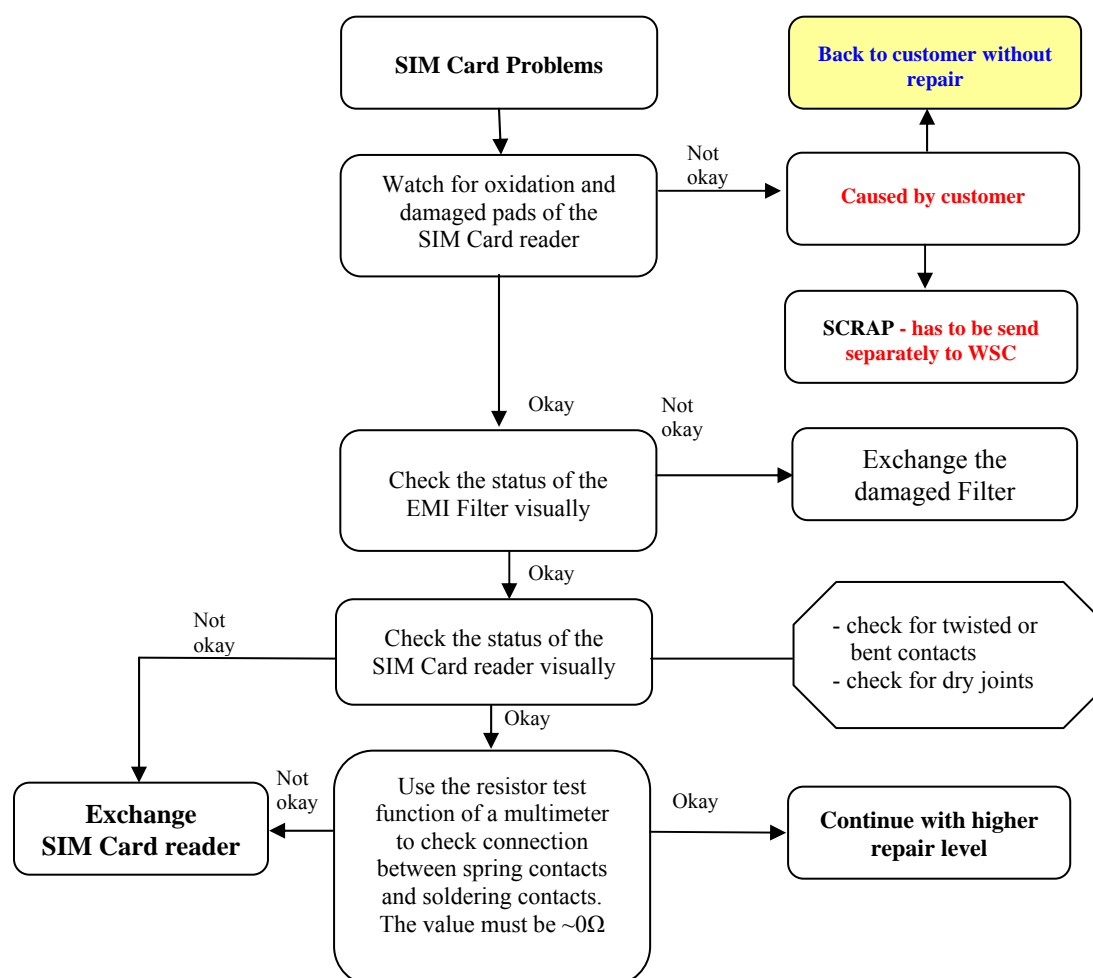 SIM Card Problems
Back to customer without
repair
Not
okay
Watch for oxidation and
damaged pads of the
SIM Card reader
Caused by customer
SCRAP - has to be send
separately to WSC
Okay
Not
okay
Check the status of the
EMI Filter visually
Exchange the
damaged Filter
Okay
Not
okay
Check the status of the
SIM Card reader visually
- check for twisted or
bent contacts
- check for dry joints
Okay
Not
okay
Exchange
SIM Card reader
Use the resistor test
function of a multimeter
to check connection
between spring contacts
and soldering contacts.
The value must be ~0Ω
Okay
Continue with higher
repair level